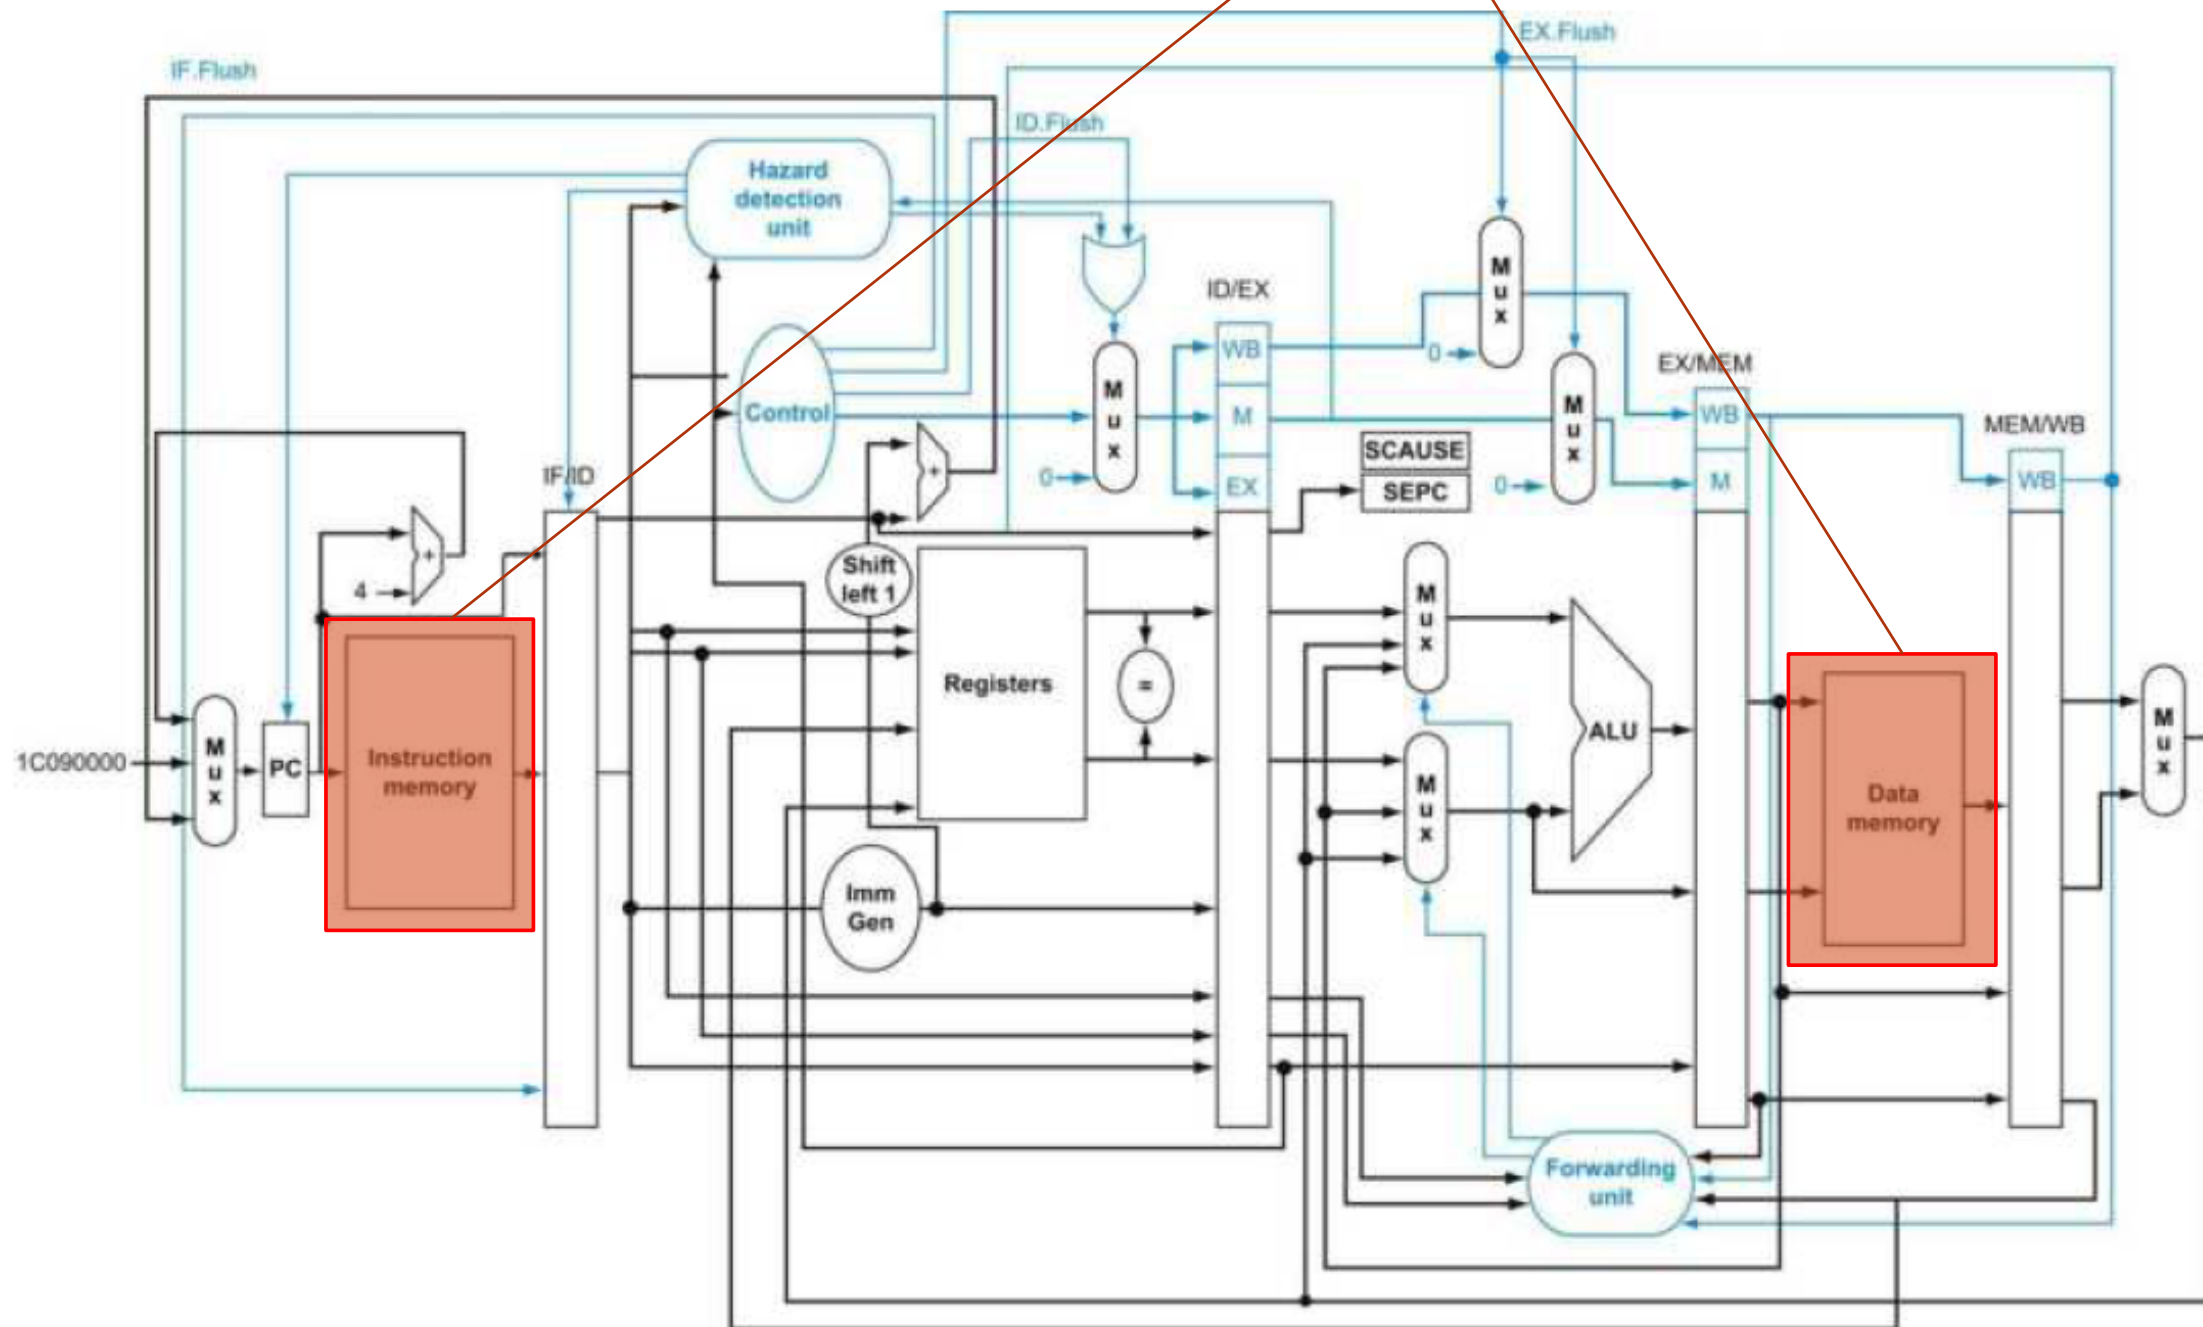 EX.Flush
IF.Flush
ID.Flush
Hazard
detection
unit
ID/EX
M
u
x
WB
0
EX/MEM
M
u
x
Control
M
M
u
x
WB
MEM/WB
SCAUSE
0
EX
SEPC
0
M
WB
IF/ID
+
+
4
Shift
left 1
M
u
x
Registers
=
ALU
M
u
x
1C090000
M
u
x
PC
Instruction
memory
M
u
x
Data
memory
Imm
Gen
Forwarding
unit